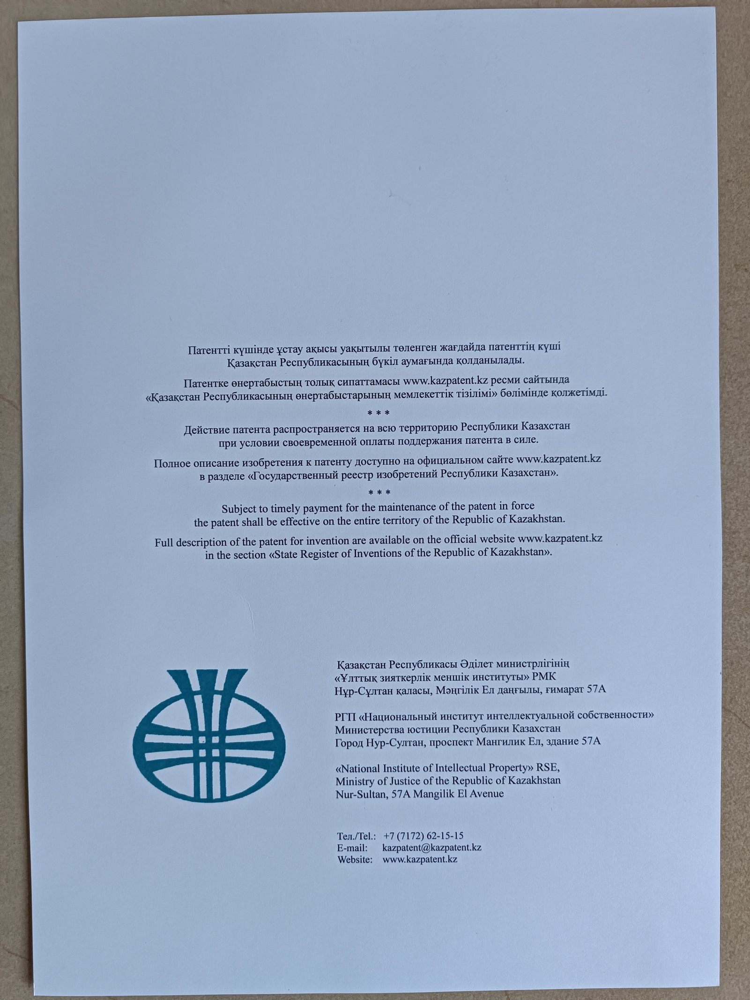 Патентті күшінде ұстау ақысы уақытылы төленген жағдайда патенттің күші
Қазақстан Республикасының бүкіл аумағында қолданылады.
Патентке өнертабыстың толық сипаттамасы www.kazpatent.kz ресми сайтында
«Қазақстан Республикасының өнертабыстарының мемлекеттік тізілімі» бөлімінде қолжетімді.
* * *
Действие патента распространяется на всю территорию Республики Казахстан
при условии своевременной оплаты поддержания патента в силе.
Полное описание изобретения к патенту доступно на официальном сайте www.kazpatent.kz
в разделе «Государственный реестр изобретений Республики Казахстан».
* * *
Subject to timely payment for the maintenance of the patent in force
the patent shall be effective on the entire territory of the Republic of Kazakhstan.
Full description of the patent for invention are available on the official website www.kazpatent.kz
in the section «State Register of Inventions of the Republic of Kazakhstan».
Қазақстан Республикасы Әділет министрлігінің
«Ұлттық зияткерлік меншік институты» РМК
Нұр-Сұлтан қаласы, Мәңгілік Ел даңғылы, ғимарат 57А
РГП «Национальный институт интеллектуальной собственности»
Министерства юстиции Республики Казахстан
Город Нур-Султан, проспект Мангилик Ел, здание 57А
«National Institute of Intellectual Property» RSE,
Ministry of Justice of the Republic of Kazakhstan
Nur-Sultan, 57A Mangilik El Avenue
Тел./Tel.: +7 (7172) 62-15-15
E-mail: kazpatent@kazpatent.kz
Website: www.kazpatent.kz